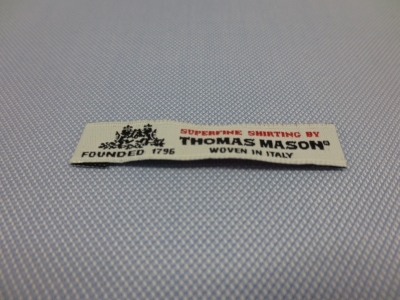 FOUNDED 1796
SUPERFINE SHIRTING BY
THOMAS MASON®
WOVEN IN ITALY